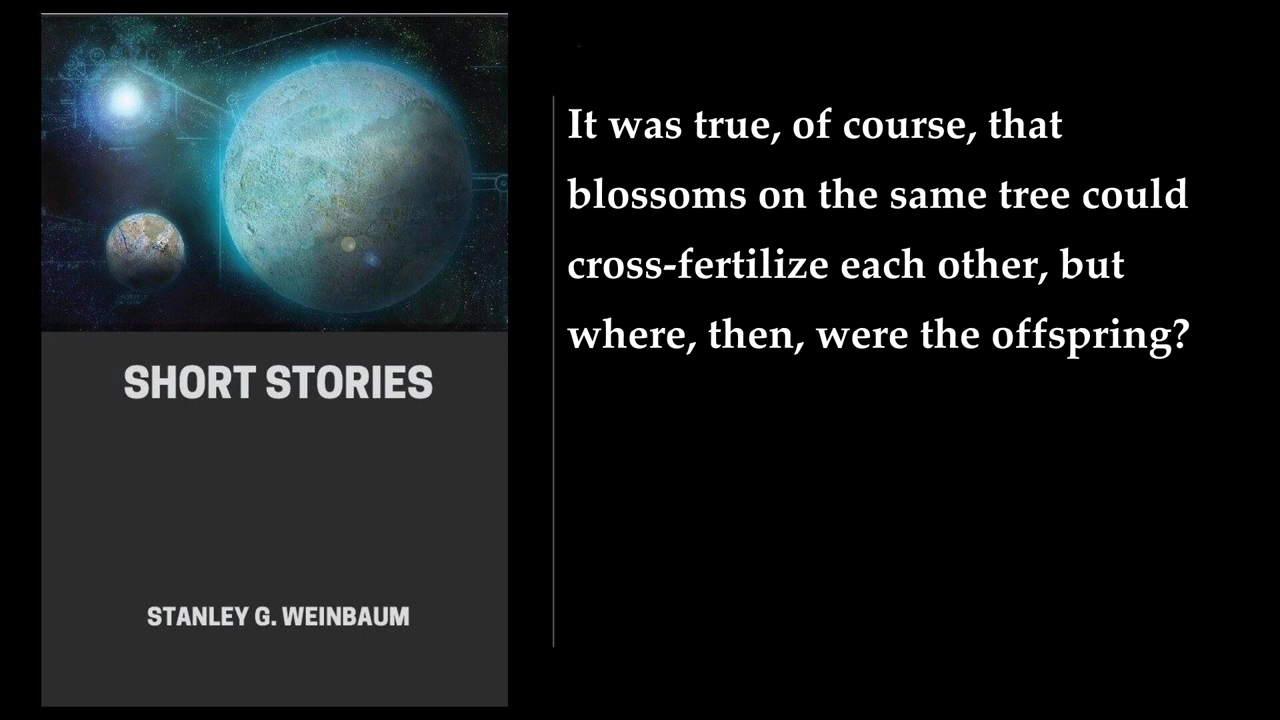 SHORT STORIES
STANLEY G. WEINBAUM
It was true, of course, that
blossoms on the same tree could
cross-fertilize each other, but
where, then, were the offspring?